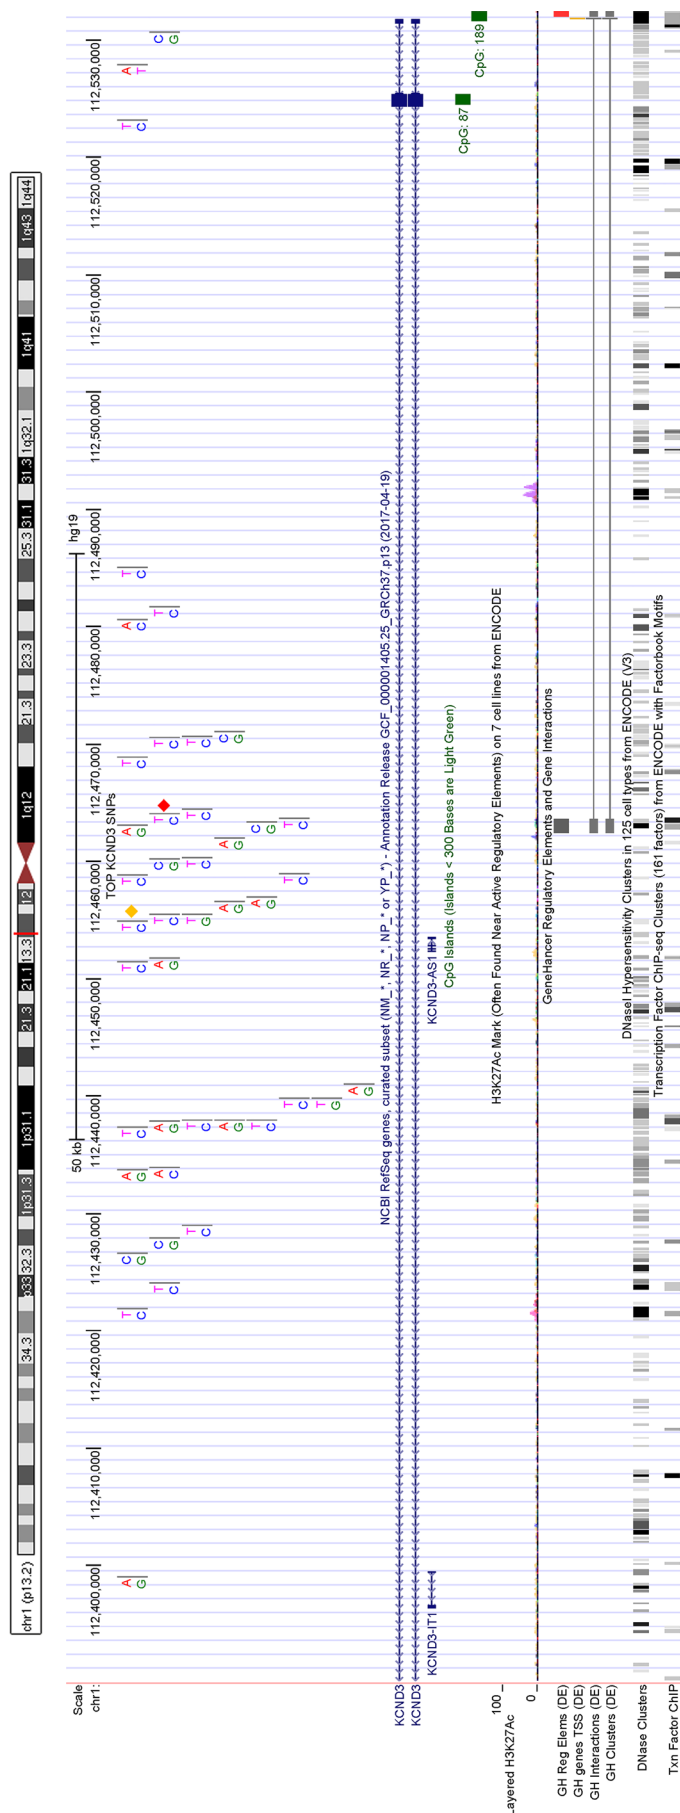 chr1 (p13.2) 34.3 p33 32.3 1p31.3 1p31.1 21.3 21.1 13.3 12 1q12 21.3 23.3 25.3 31.1 31.3 1q32.1 1q41 1q43 1q44
Scale 50 kb hg19
chr1: 112,400,000| 112,410,000| 112,420,000| 112,430,000| 112,440,000| 112,450,000| 112,460,000| 112,470,000| 112,480,000| 112,490,000| 112,500,000| 112,510,000| 112,520,000| 112,530,000|
TOP KCND3 SNPs
A T C A T T T T A T A T T A
G C G G C C C C G C C C C T
T C A A A T C T T T C
C G C G G C G C C C G
T T T T T T
C C G C C C
A A A C
G G G G
T A C
C G G
T T T
C C C
T
G
A
G
NCBI RefSeq genes, curated subset (NM_*, NR_*, NP_* or YP_*) - Annotation Release GCF_000001405.25_GRCh37.p13 (2017-04-19)
KCND3
KCND3
KCND3-IT1 KCND3-AS1
CpG Islands (Islands < 300 Bases are Light Green)
CpG: 87
CpG: 189
H3K27Ac Mark (Often Found Near Active Regulatory Elements) on 7 cell lines from ENCODE
100
Layered H3K27Ac
0
GeneHancer Regulatory Elements and Gene Interactions
GH Reg Elems (DE)
GH genes TSS (DE)
GH Interactions (DE)
GH Clusters (DE)
DNaseI Hypersensitivity Clusters in 125 cell types from ENCODE (V3)
DNase Clusters
Transcription Factor ChIP-seq Clusters (161 factors) from ENCODE with Factorbook Motifs
Txn Factor ChIP